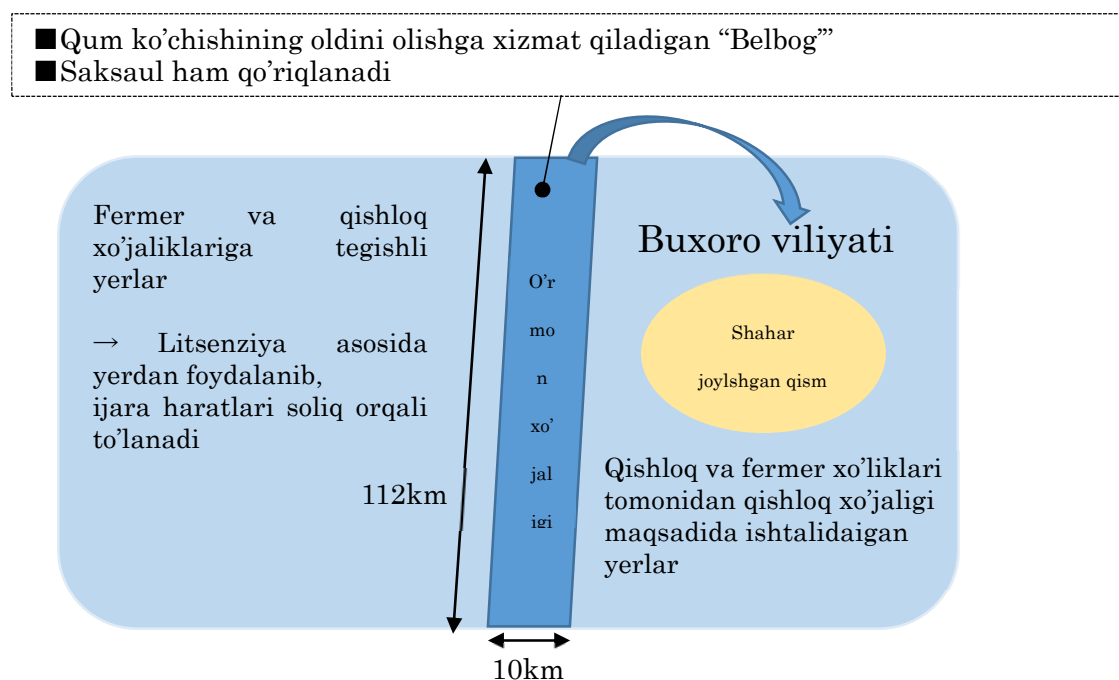 ■Qum ko’chishining oldini olishga xizmat qiladigan “Belbog’”
■Saksaul ham qo’riqlanadi
Fermer va qishloq
xo’jaliklariga tegishli
yerlar
→ Litsenziya asosida
yerdan foydalanib,
ijara haratlari soliq orqali
to’lanadi
112km
O’r
mo
n
xo’
jal
igi
10km
Buxoro viliyati
Shahar
joylshgan qism
Qishloq va fermer xo’liklari
tomonidan qishloq xo’jaligi
maqsadida ishtalidaigan
yerlar